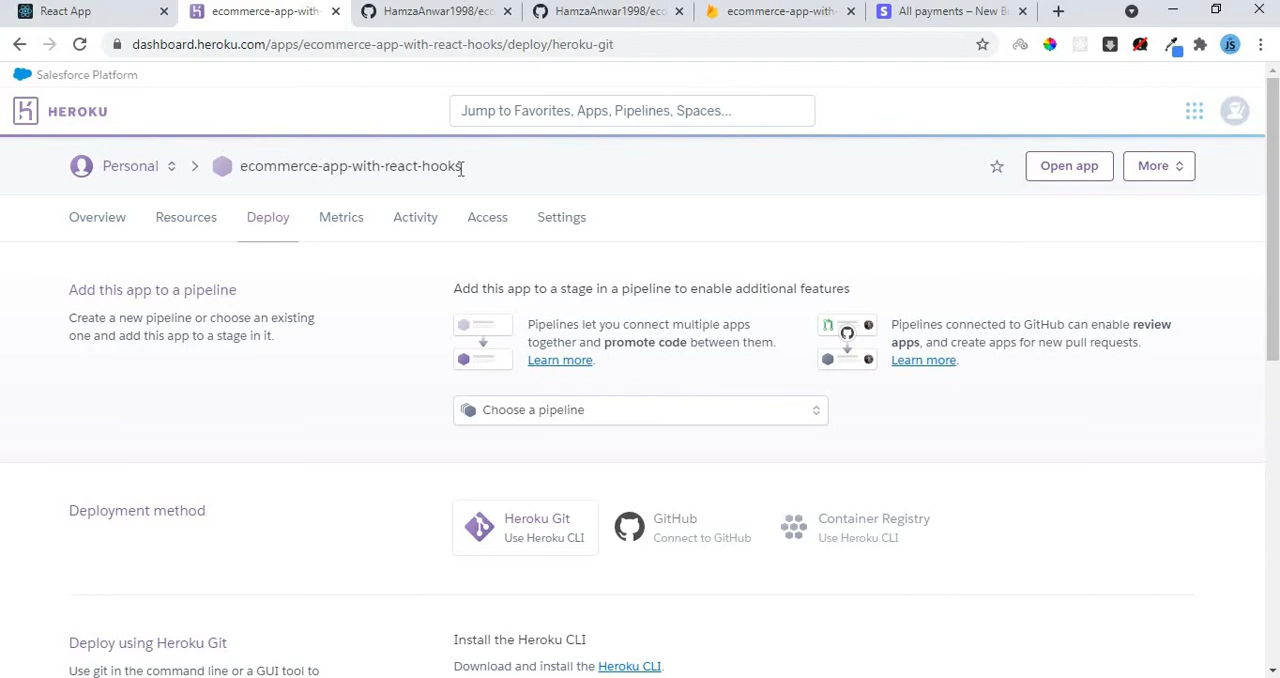 React App
ecommerce-app-with-
HamzaAnwar1998/eco
HamzaAnwar1998/ec
ecommerce-app-with-
All payments – New B
dashboard.heroku.com/apps/ecommerce-app-with-react-hooks/deploy/heroku-git
JS
Salesforce Platform
HEROKU
Jump to Favorites, Apps, Pipelines, Spaces...
Personal
ecommerce-app-with-react-hooks
Open app
More
Overview
Resources
Deploy
Metrics
Activity
Access
Settings
Add this app to a pipeline
Create a new pipeline or choose an existing
one and add this app to a stage in it.
Add this app to a stage in a pipeline to enable additional features
Pipelines let you connect multiple apps
together and promote code between them.
Learn more.
Pipelines connected to GitHub can enable review
apps, and create apps for new pull requests.
Learn more.
Choose a pipeline
Deployment method
Heroku Git
Use Heroku CLI
GitHub
Connect to GitHub
Container Registry
Use Heroku CLI
Deploy using Heroku Git
Use git in the command line or a GUI tool to
Install the Heroku CLI
Download and install the Heroku CLI.